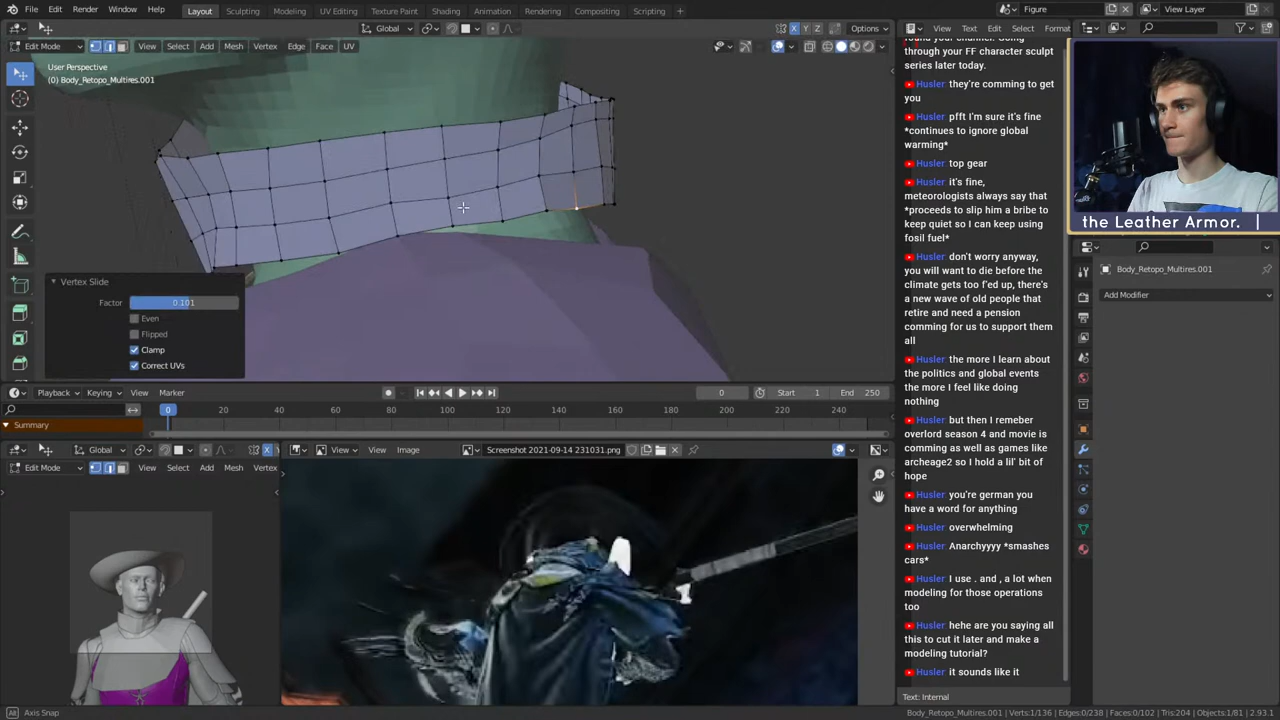 File Edit Render Window Help
Layout Sculpting Modeling UV Editing Texture Paint Shading Animation Rendering Compositing Scripting +
Figure
View Layer
Global
Options
Edit Mode View Select Add Mesh Vertex Edge Face UV
View Text Edit Select Format
User Perspective
(0) Body_Retopo_Multires.001
X Y Z
Vertex Slide
Factor 0.101
Even
Flipped
Clamp
Correct UVs
Playback Keying View Marker
0
Start 1
End 250
0 20 40 60 80 100 120 140 160 180 200 220 240
Summary
Global
View View Image
Screenshot 2021-09-14 231031.png
Edit Mode View Select Add Mesh Vertex
found your channel. Going
through your FF character sculpt
series later today.
Husler they're comming to get
you
Husler pfft I'm sure it's fine
*continues to ignore global
warming*
Husler top gear
Husler it's fine,
meteorologists always say that
*proceeds to slip him a bribe to
keep quiet so I can keep using
fosil fuel*
Husler don't worry anyway,
you will want to die before the
climate gets too f'ed up, there's
a new wave of old people that
retire and need a pension
comming for us to support them
all
Husler the more I learn about
the politics and global events
the more I feel like doing
nothing
Husler but then I remeber
overlord season 4 and movie is
comming as well as games like
archeage2 so I hold a lil' bit of
hope
Husler you're german you
have a word for anything
Husler overwhelming
Husler Anarchyyyy *smashes
cars*
Husler I use . and , a lot when
modeling for those operations
too
Husler hehe are you saying all
this to cut it later and make a
modeling tutorial?
Husler it sounds like it
Text: Internal
the Leather Armor. |
Body_Retopo_Multires.001
Add Modifier
Axis Snap
Body_Retopo_Multires.001 | Verts:1/136 | Edges:0/238 | Faces:0/102 | Tris:204 | Objects:1/81 | 2.93.1